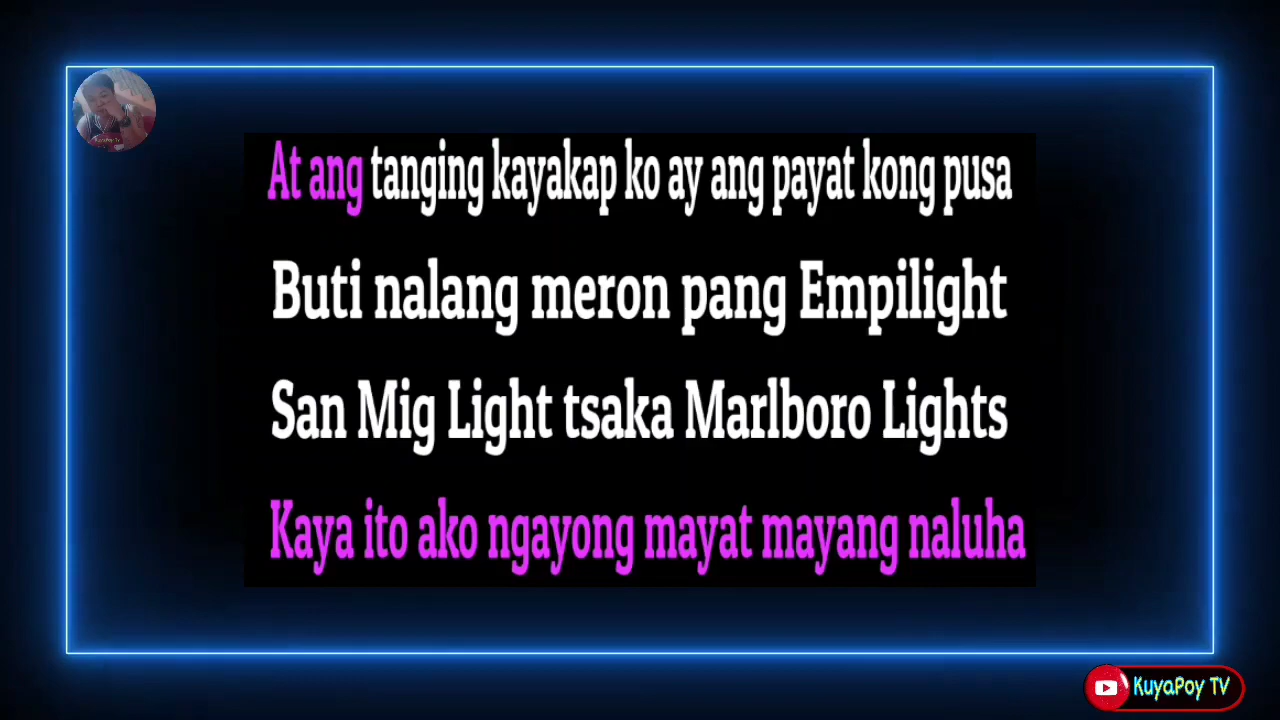 At ang tanging kayakap ko ay ang payat kong pusa
Buti nalang meron pang Empilight
San Mig Light tsaka Marlboro Lights
Kaya ito ako ngayong mayat mayang naluha
KuyaPoy TV